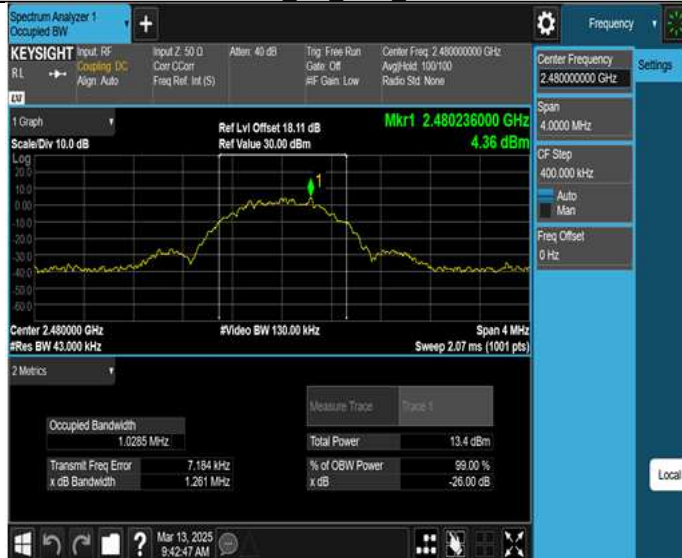 Spectrum Analyzer 1
Occupied BW
Frequency
KEYSIGHT
RL
LXI
Input: RF
Coupling: DC
Align: Auto
Input Z: 50 Ω
Corr CCorr
Freq Ref: Int (S)
Atten: 40 dB
Trig: Free Run
Gate: Off
#IF Gain: Low
Center Freq: 2.480000000 GHz
Avg|Hold: 100/100
Radio Std: None
Center Frequency
2.480000000 GHz
Settings
Span
4.0000 MHz
CF Step
400.000 kHz
Auto
Man
Freq Offset
0 Hz
1 Graph
Scale/Div 10.0 dB
Ref Lvl Offset 18.11 dB
Ref Value 30.00 dBm
Mkr1 2.480236000 GHz
4.36 dBm
Log
20.0
10.0
0.00
-10.0
-20.0
-30.0
-40.0
-50.0
-60.0
1
Center 2.480000 GHz
#Res BW 43.000 kHz
#Video BW 130.00 kHz
Span 4 MHz
Sweep 2.07 ms (1001 pts)
2 Metrics
Measure Trace
Trace 1
Occupied Bandwidth
1.0285 MHz
Total Power
13.4 dBm
Transmit Freq Error
7.184 kHz
% of OBW Power
99.00 %
x dB Bandwidth
1.261 MHz
x dB
-26.00 dB
Local
?
Mar 13, 2025
9:42:47 AM